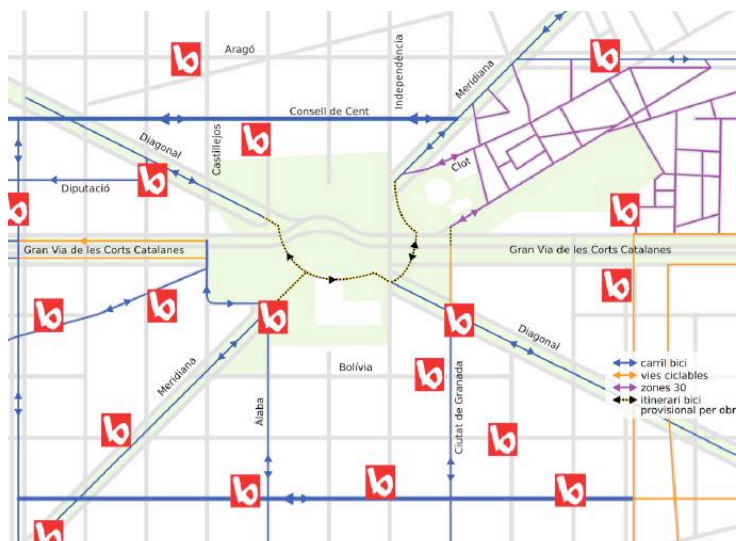 Aragó
Independència
Meridiana
Consell de Cent
Castillejos
Diagonal
Clot
Diputació
Gran Via de les Corts Catalanes
Gran Via de les Corts Catalanes
Diagonal
Meridiana
Bolívia
Àlaba
Ciutat de Granada
carril bici
vies ciclables
zones 30
itinerari bici
provisional per obr